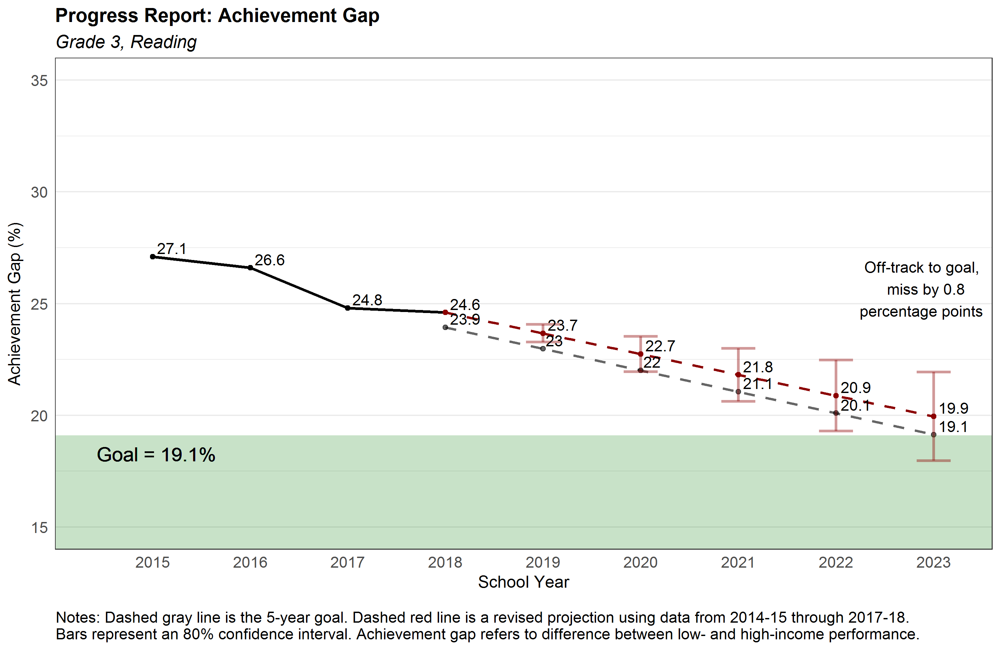 Progress Report: Achievement Gap
Grade 3, Reading
Achievement Gap (%)
35
30
25
20
15
27.1
26.6
24.8
24.6
23.9
23.7
23
22.7
22
21.8
21.1
20.9
20.1
19.9
19.1
Off-track to goal,
miss by 0.8
percentage points
Goal = 19.1%
2015 2016 2017 2018 2019 2020 2021 2022 2023
School Year
Notes: Dashed gray line is the 5-year goal. Dashed red line is a revised projection using data from 2014-15 through 2017-18.
Bars represent an 80% confidence interval. Achievement gap refers to difference between low- and high-income performance.